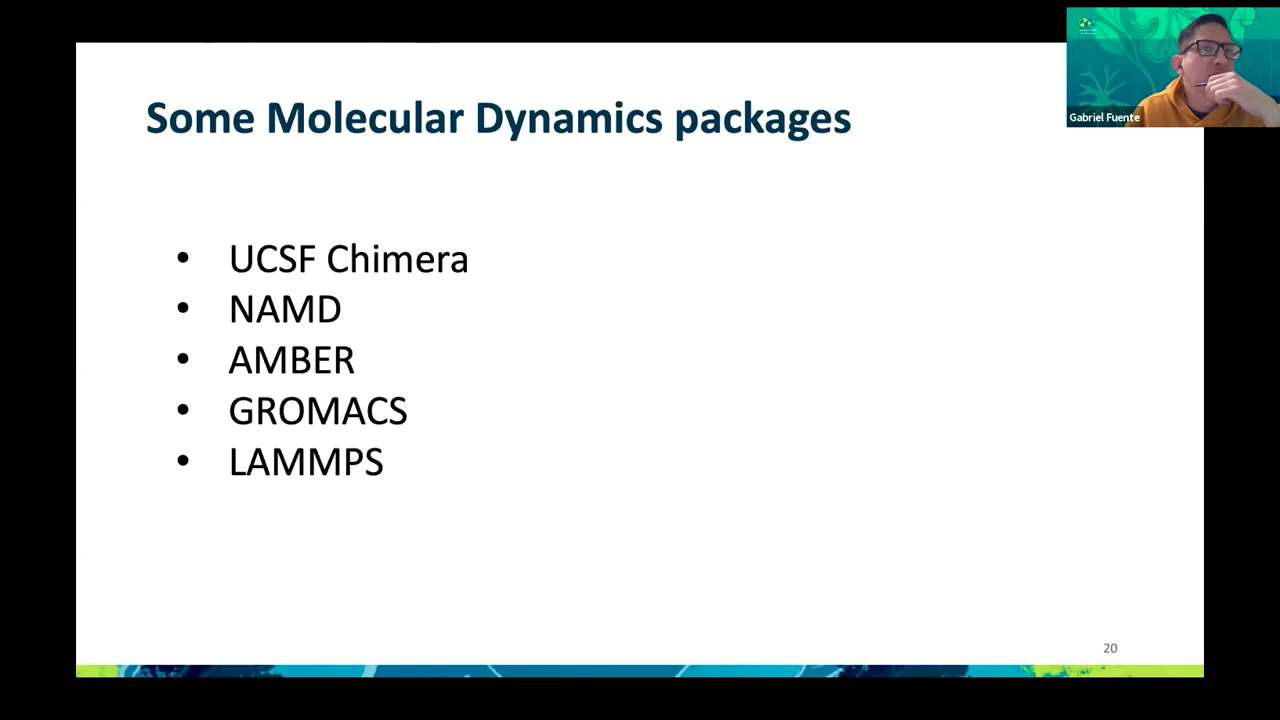 Some Molecular Dynamics packages
Gabriel Fuente
• UCSF Chimera
• NAMD
• AMBER
• GROMACS
• LAMMPS
20